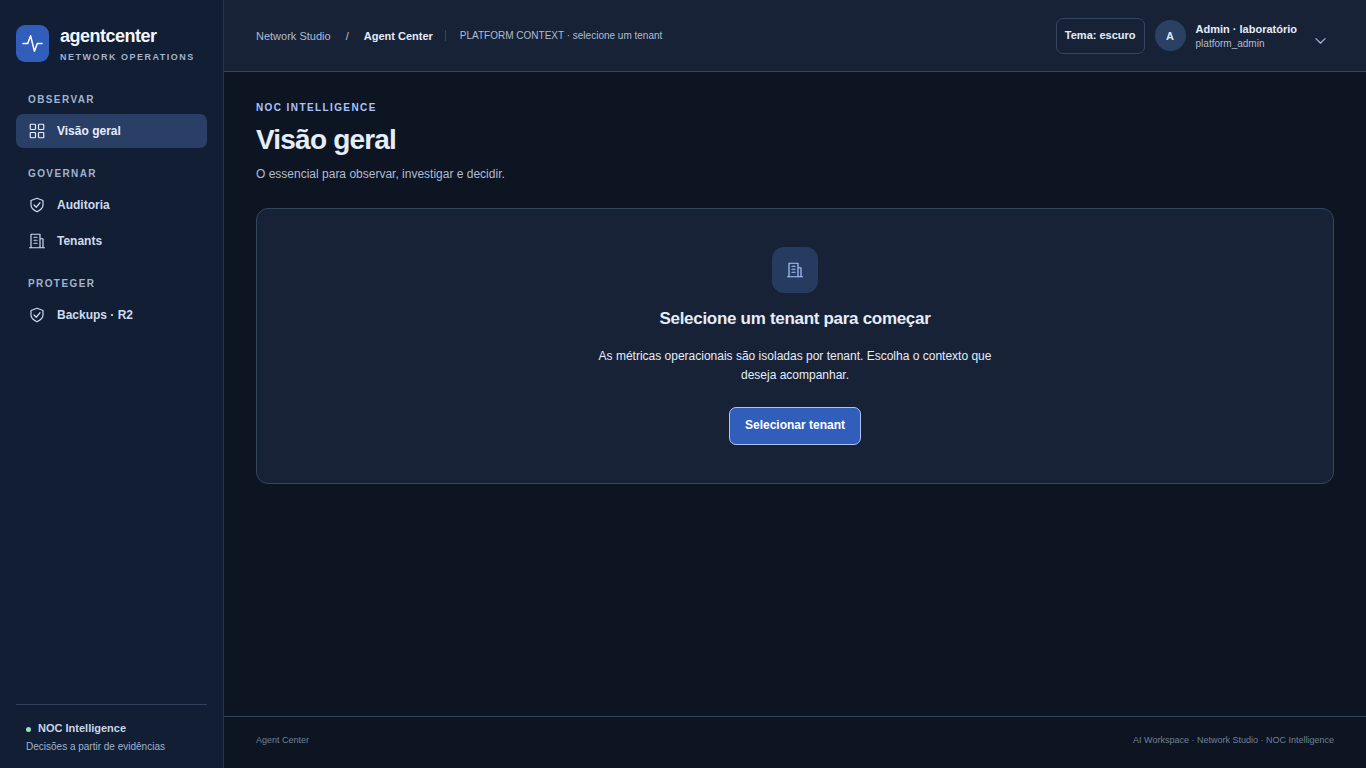 agentcenter
NETWORK OPERATIONS
OBSERVAR
Visão geral
GOVERNAR
Auditoria
Tenants
PROTEGER
Backups · R2
NOC Intelligence
Decisões a partir de evidências
Network Studio / Agent Center PLATFORM CONTEXT · selecione um tenant
Tema: escuro
A
Admin · laboratório
platform_admin
NOC INTELLIGENCE
Visão geral
O essencial para observar, investigar e decidir.
Selecione um tenant para começar
As métricas operacionais são isoladas por tenant. Escolha o contexto que
deseja acompanhar.
Selecionar tenant
Agent Center
AI Workspace · Network Studio · NOC Intelligence